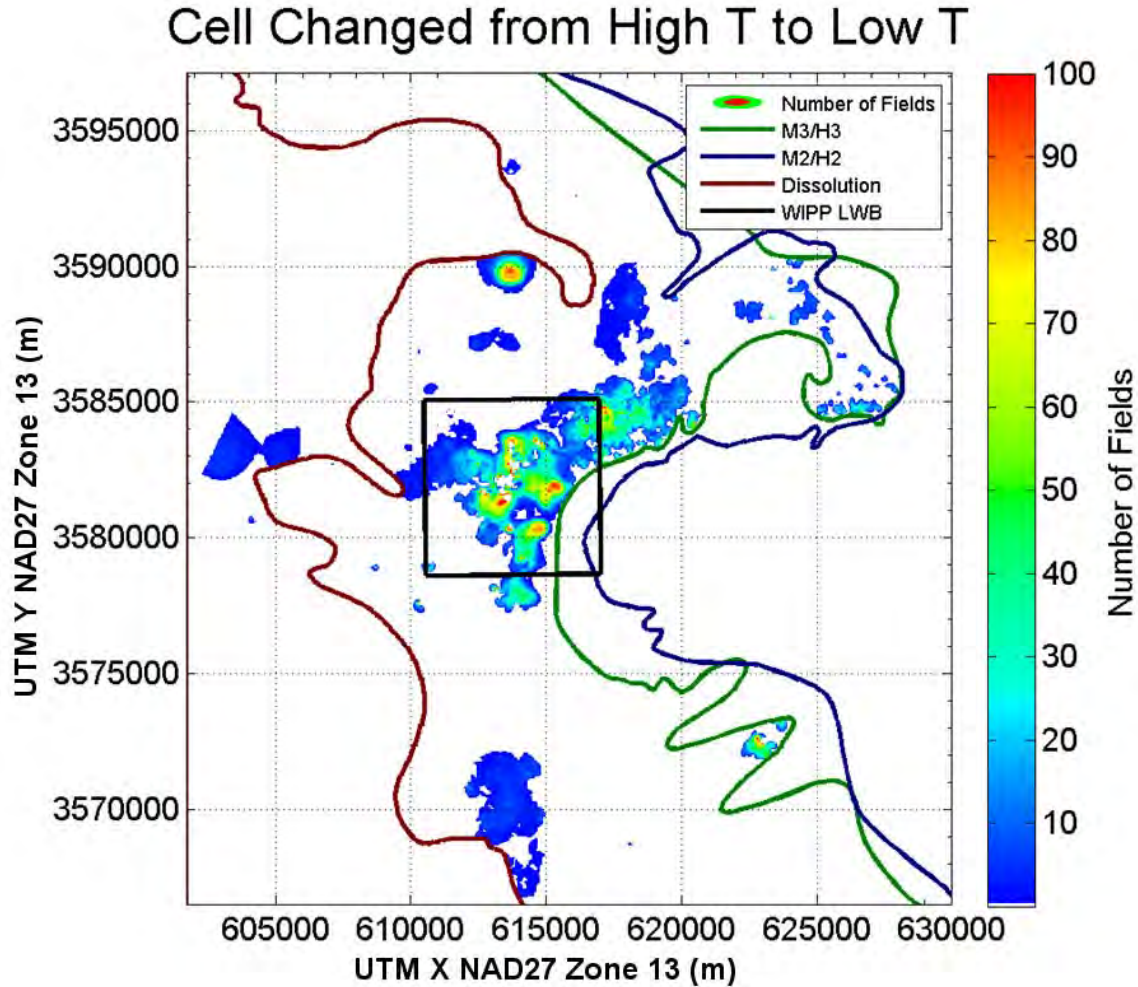 Cell Changed from High T to Low T
Number of Fields
M3/H3
M2/H2
Dissolution
WIPP LWB
3595000
3590000
3585000
3580000
3575000
3570000
UTM Y NAD27 Zone 13 (m)
605000 610000 615000 620000 625000 630000
UTM X NAD27 Zone 13 (m)
100
90
80
70
60
50
40
30
20
10
Number of Fields